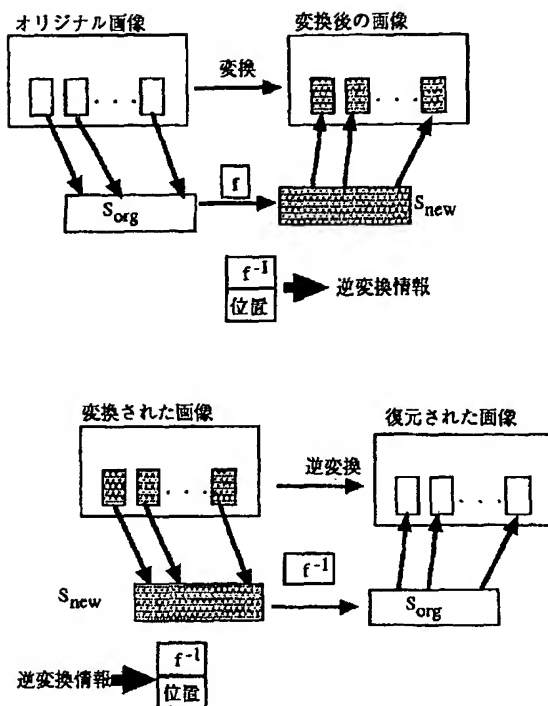 オリジナル画像
変換後の画像
変換
. . .
. . .
f
S_org
S_new
f⁻¹
位置
逆変換情報
変換された画像
復元された画像
逆変換
. . .
. . .
f⁻¹
S_new
S_org
逆変換情報
f⁻¹
位置